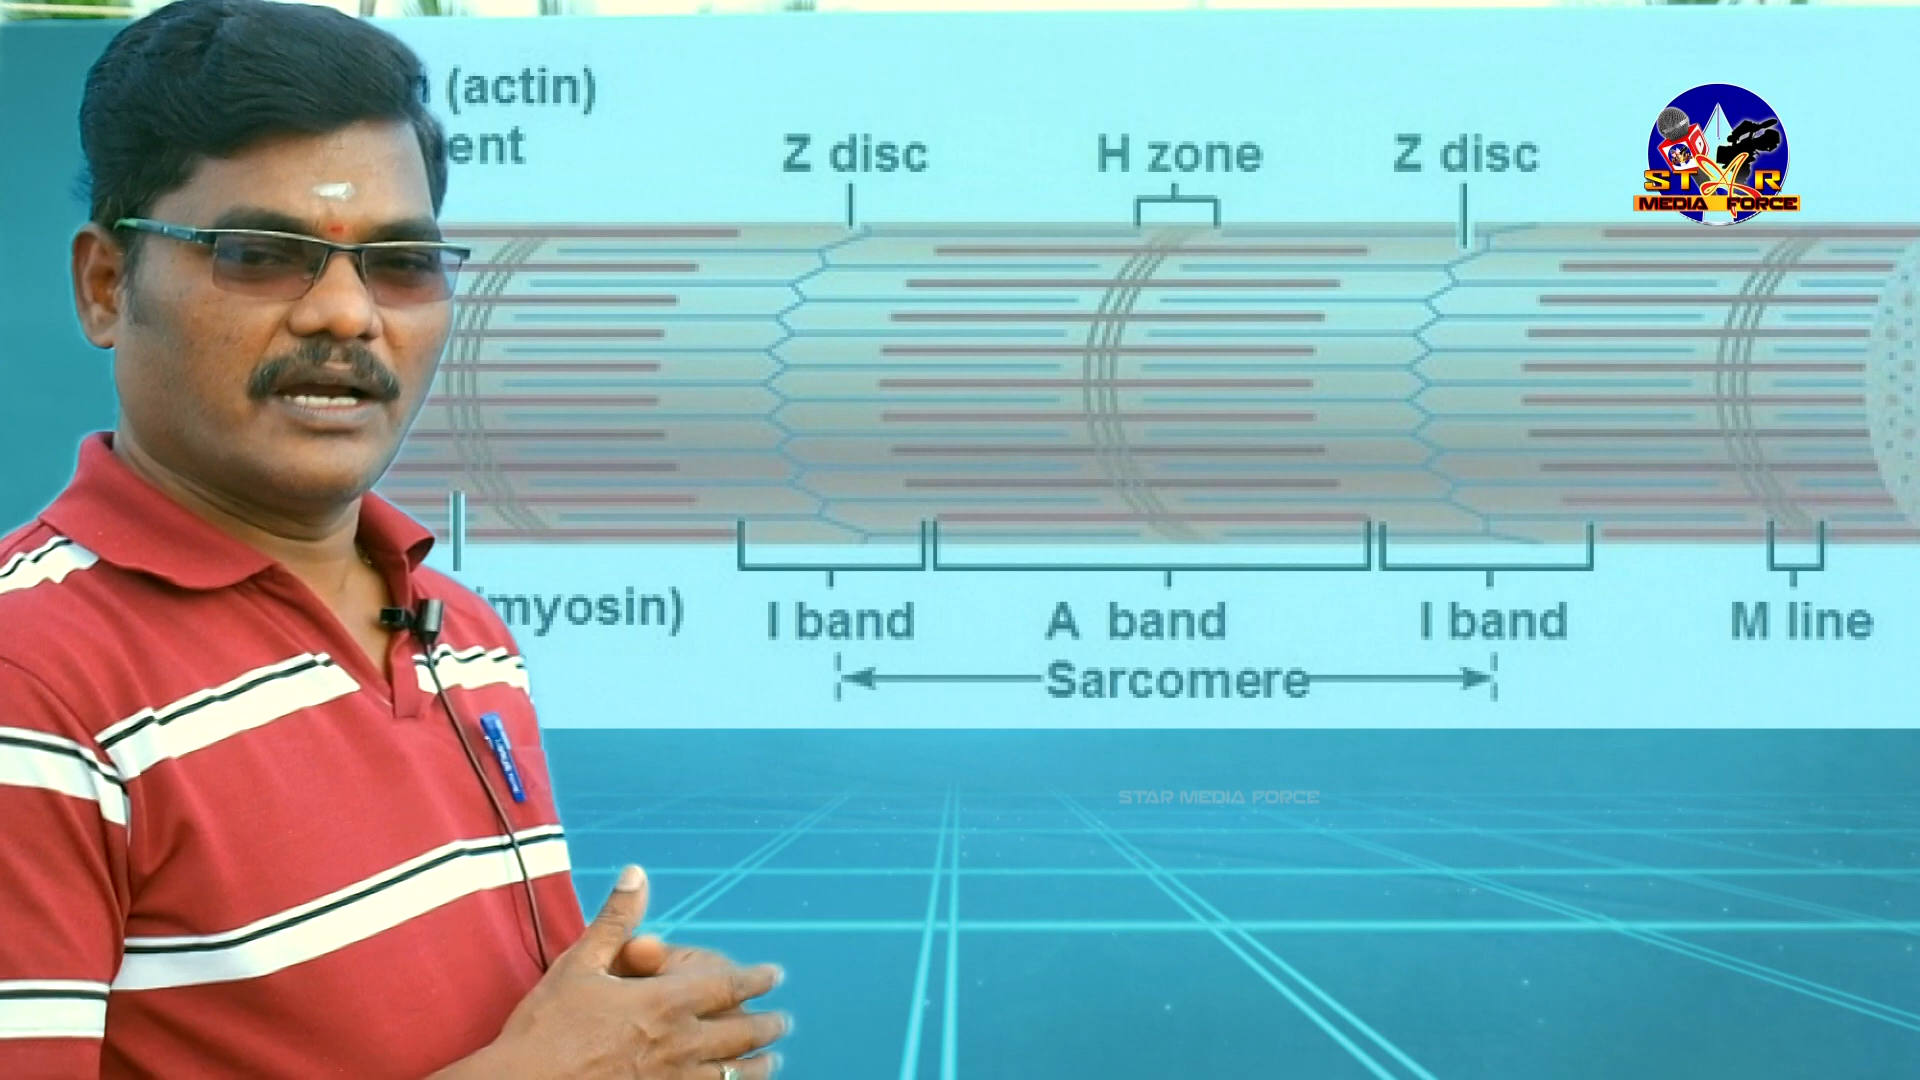 (actin)
ent
Z disc
H zone
Z disc
STAR
MEDIA FORCE
myosin)
I band
A band
I band
M line
Sarcomere
STAR MEDIA FORCE